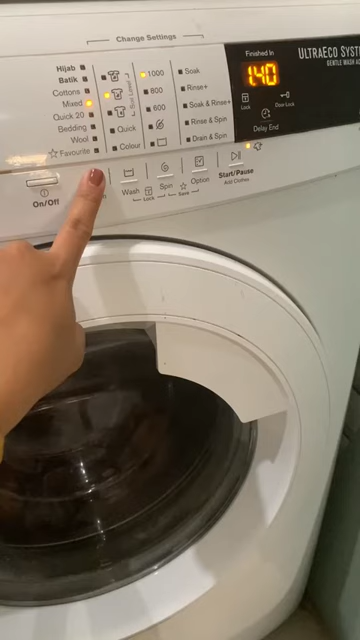 Change Settings
Hijab
Batik
Cottons
Mixed
Quick 20
Bedding
Wool
Favourite
Soil Level
Quick
Colour
1000
800
600
Soak
Rinse+
Soak & Rinse+
Rinse & Spin
Drain & Spin
Finished In
1.40
Lock
Door Lock
Delay End
ULTRAECO SYST
GENTLE WASH AC
On/Off
Wash
Spin
Option
Start/Pause
Add Clothes
Lock
Save